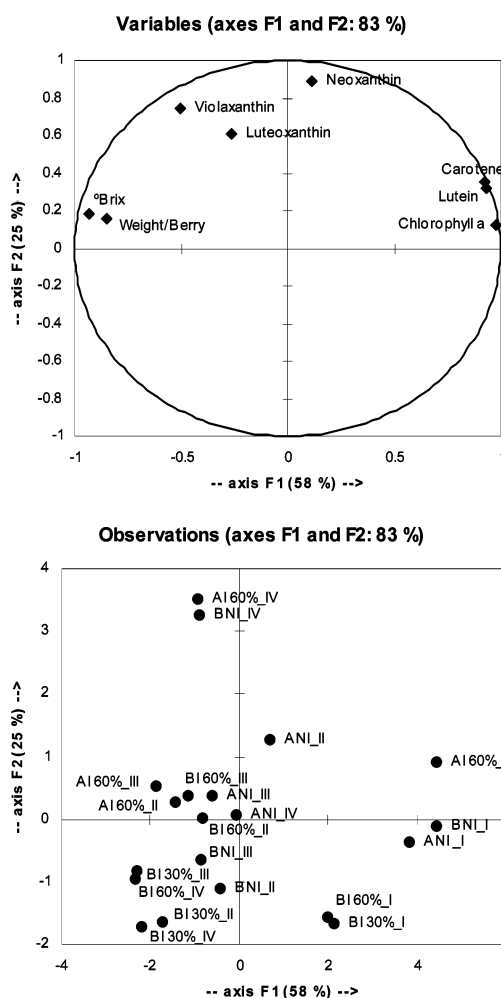 Variables (axes F1 and F2: 83 %)
1
0.8
0.6
0.4
0.2
0
-0.2
-0.4
-0.6
-0.8
-1
-- axis F2 (25 %) -->
Neoxanthin
Violaxanthin
Luteoxanthin
Carotene
Lutein
Chlorophyll a
ºBrix
Weight/Berry
-1
-0.5
0
0.5
1
-- axis F1 (58 %) -->
Observations (axes F1 and F2: 83 %)
4
3
2
1
0
-1
-2
-- axis F2 (25 %) -->
AI60%_IV
BNI_IV
ANI_II
AI60%_
AI60%_III
BI60%_III
AI60%_II
ANI_III
ANI_IV
BI60%_II
BNI_I
ANI_I
BNI_III
BI30%_III
BI60%_IV
BNI_II
BI60%_I
BI30%_II
BI30%_I
BI30%_IV
-4
-2
0
2
4
-- axis F1 (58 %) -->